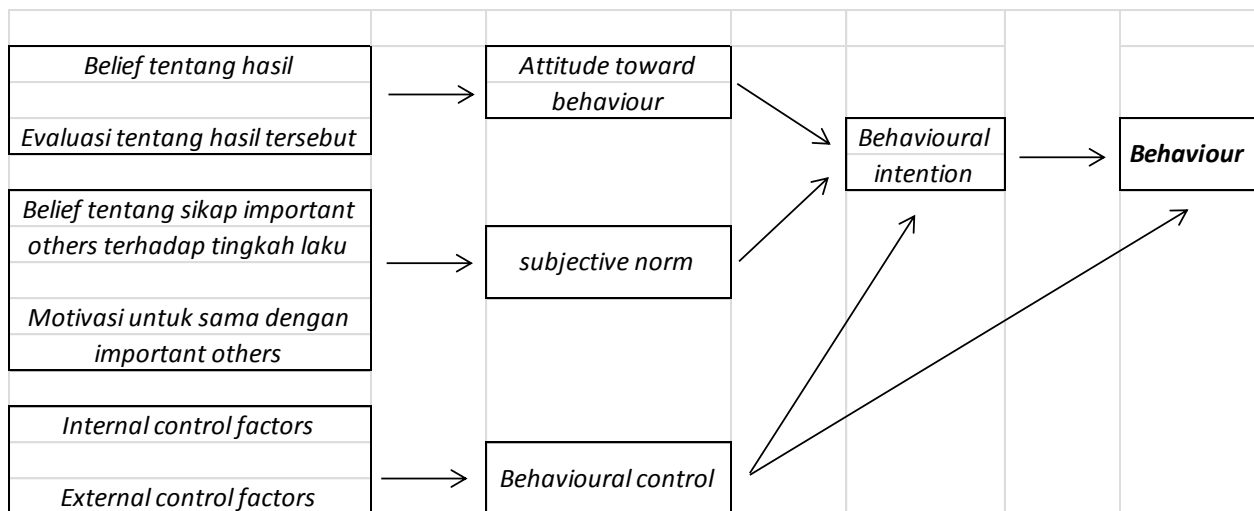 Belief tentang hasil
Evaluasi tentang hasil tersebut
Attitude toward
behaviour
Behavioural
intention
Behaviour
Belief tentang sikap important
others terhadap tingkah laku
Motivasi untuk sama dengan
important others
subjective norm
Internal control factors
External control factors
Behavioural control